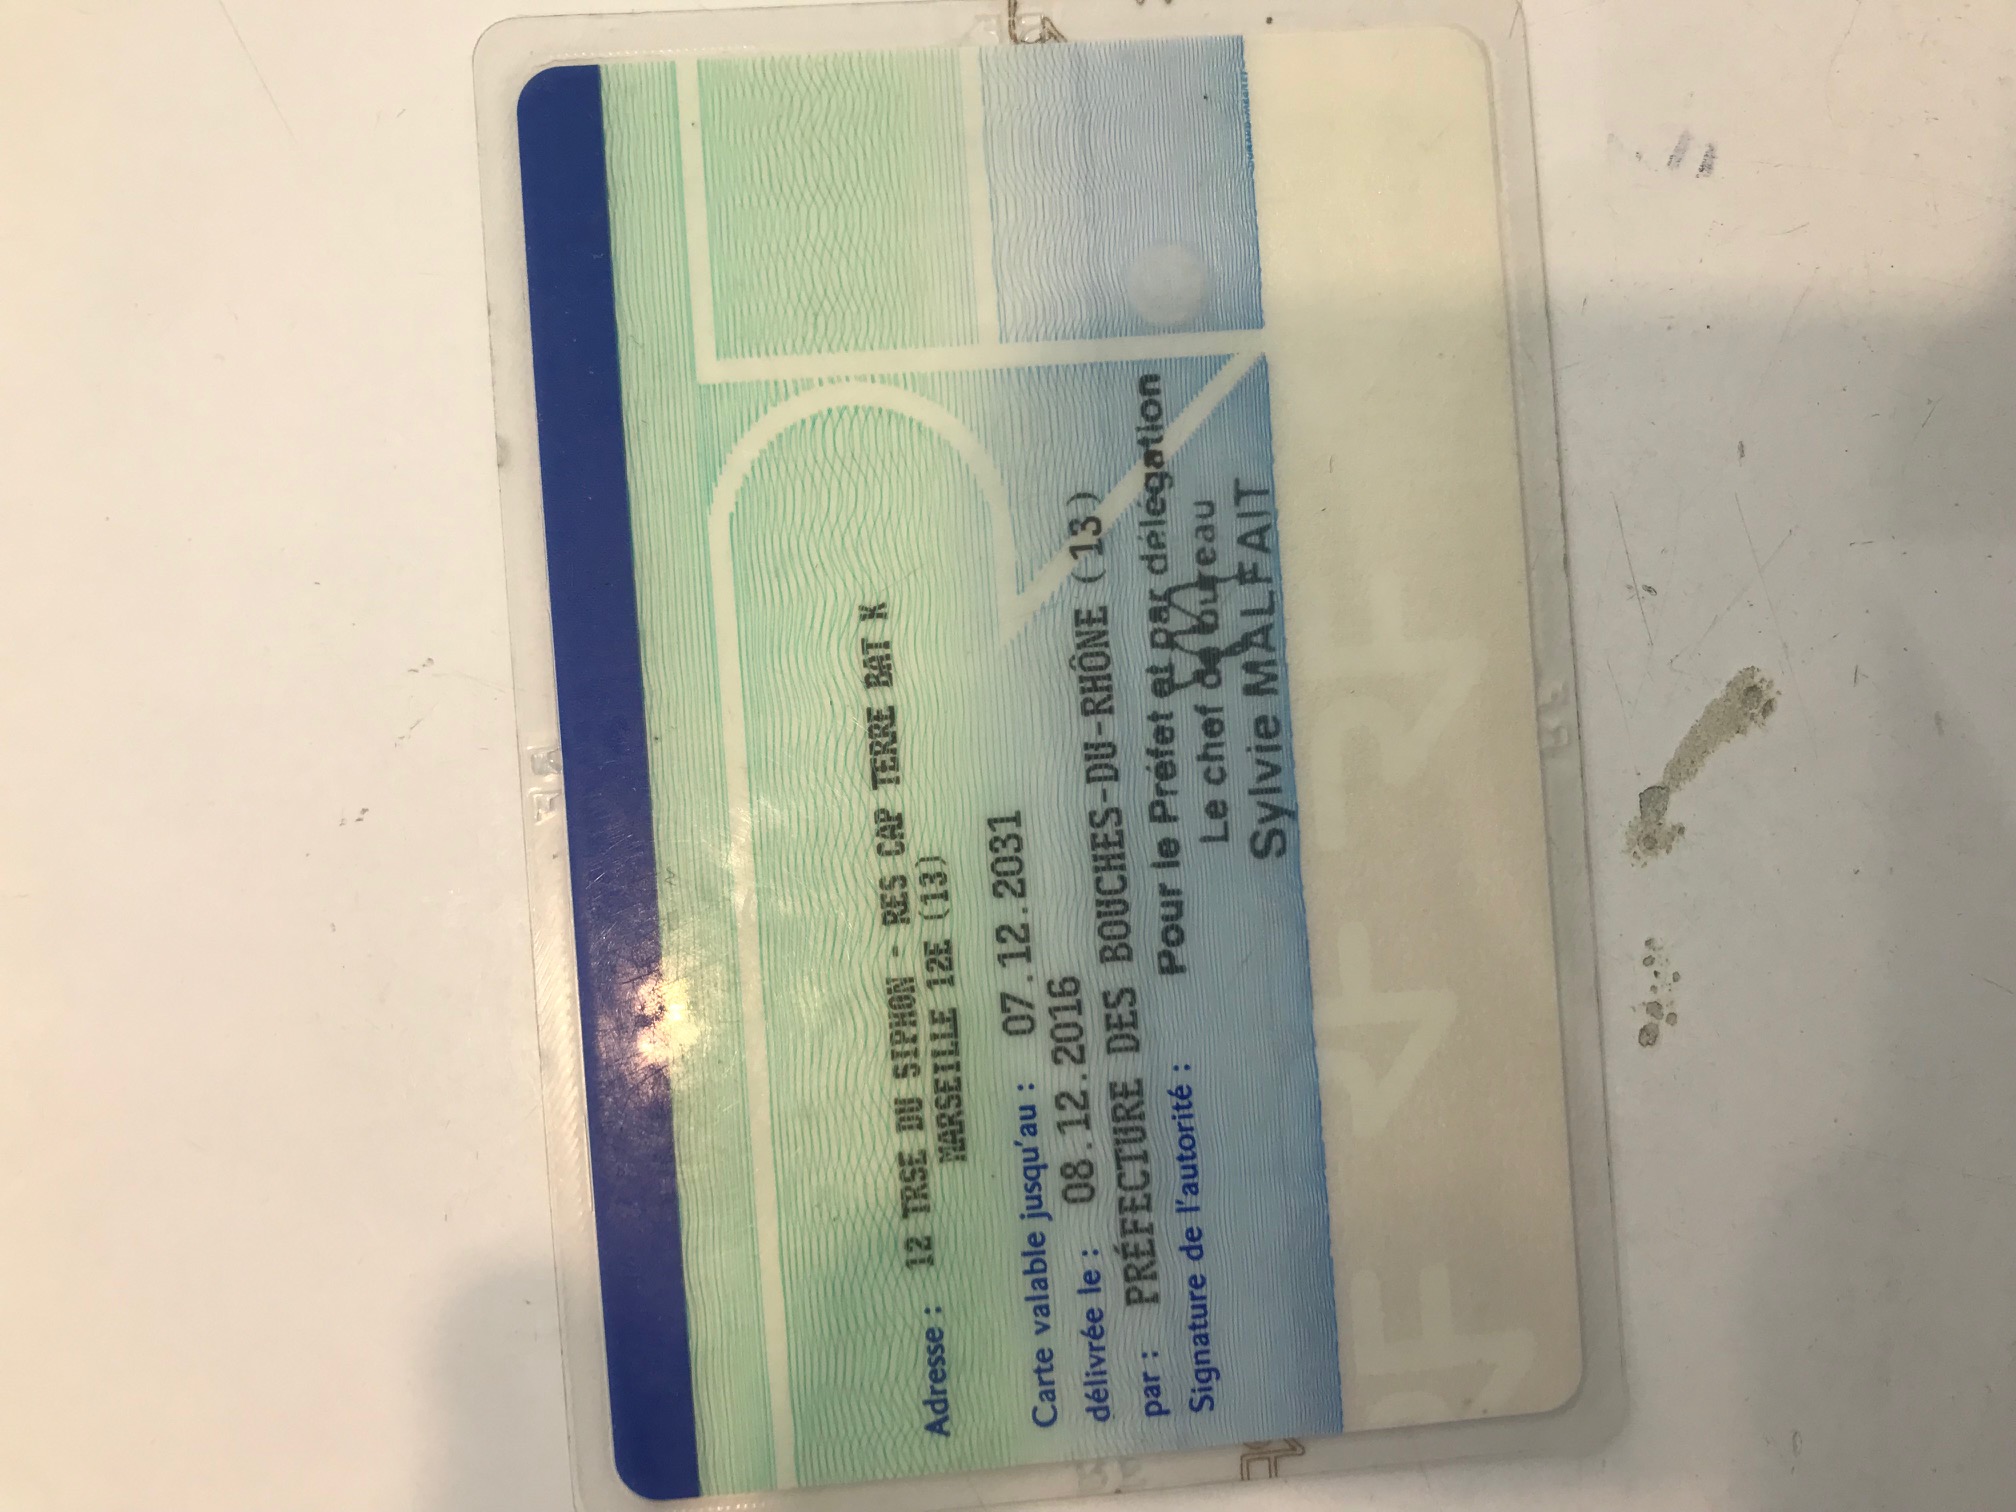 Adresse : 12 TRSE DU SIPHON - RES CAP TERRE BAT K
MARSEILLE 12E (13)
Carte valable jusqu'au : 07.12.2031
délivrée le : 08.12.2016
par : PRÉFECTURE DES BOUCHES-DU-RHÔNE (13)
Signature de l'autorité : Pour le Préfet et par délégation
Le chef de bureau
Sylvie MALFAIT